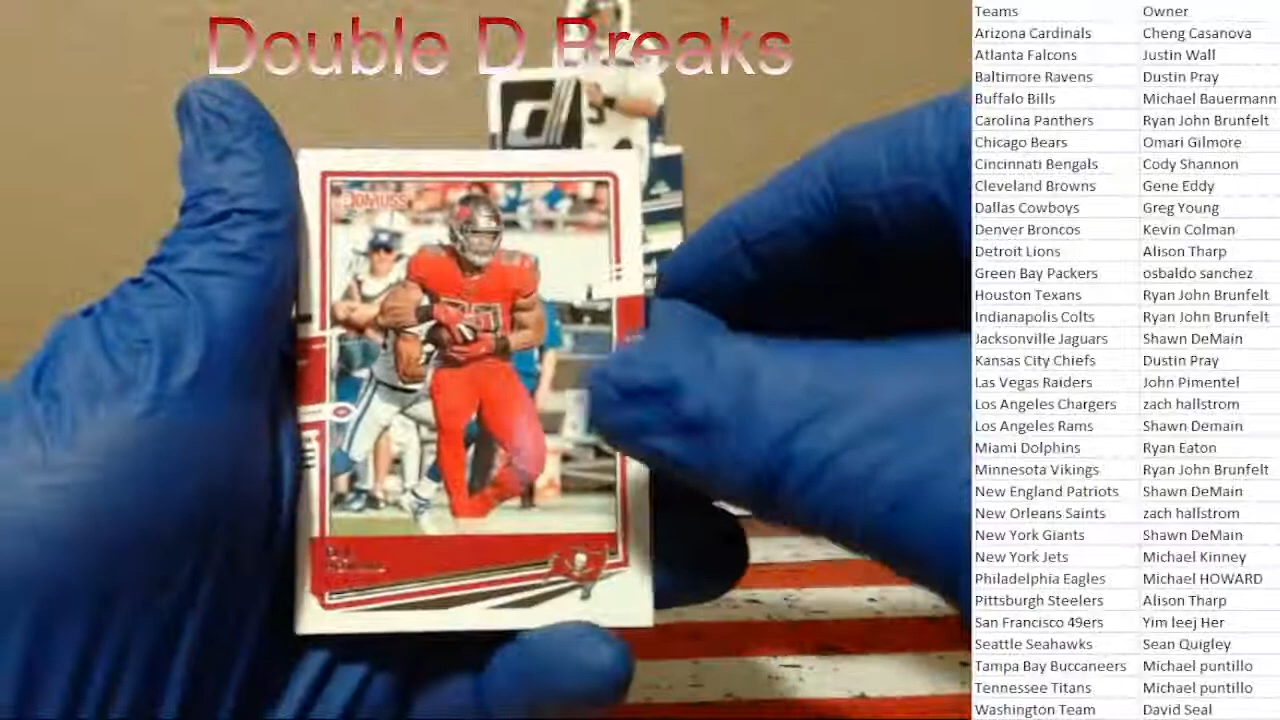 Double D Breaks
DONRUSS
Teams Owner
Arizona Cardinals Cheng Casanova
Atlanta Falcons Justin Wall
Baltimore Ravens Dustin Pray
Buffalo Bills Michael Bauermann
Carolina Panthers Ryan John Brunfelt
Chicago Bears Omari Gilmore
Cincinnati Bengals Cody Shannon
Cleveland Browns Gene Eddy
Dallas Cowboys Greg Young
Denver Broncos Kevin Colman
Detroit Lions Alison Tharp
Green Bay Packers osbaldo sanchez
Houston Texans Ryan John Brunfelt
Indianapolis Colts Ryan John Brunfelt
Jacksonville Jaguars Shawn DeMain
Kansas City Chiefs Dustin Pray
Las Vegas Raiders John Pimentel
Los Angeles Chargers zach hallstrom
Los Angeles Rams Shawn Demain
Miami Dolphins Ryan Eaton
Minnesota Vikings Ryan John Brunfelt
New England Patriots Shawn DeMain
New Orleans Saints zach hallstrom
New York Giants Shawn DeMain
New York Jets Michael Kinney
Philadelphia Eagles Michael HOWARD
Pittsburgh Steelers Alison Tharp
San Francisco 49ers Yim leej Her
Seattle Seahawks Sean Quigley
Tampa Bay Buccaneers Michael puntillo
Tennessee Titans Michael puntillo
Washington Team David Seal